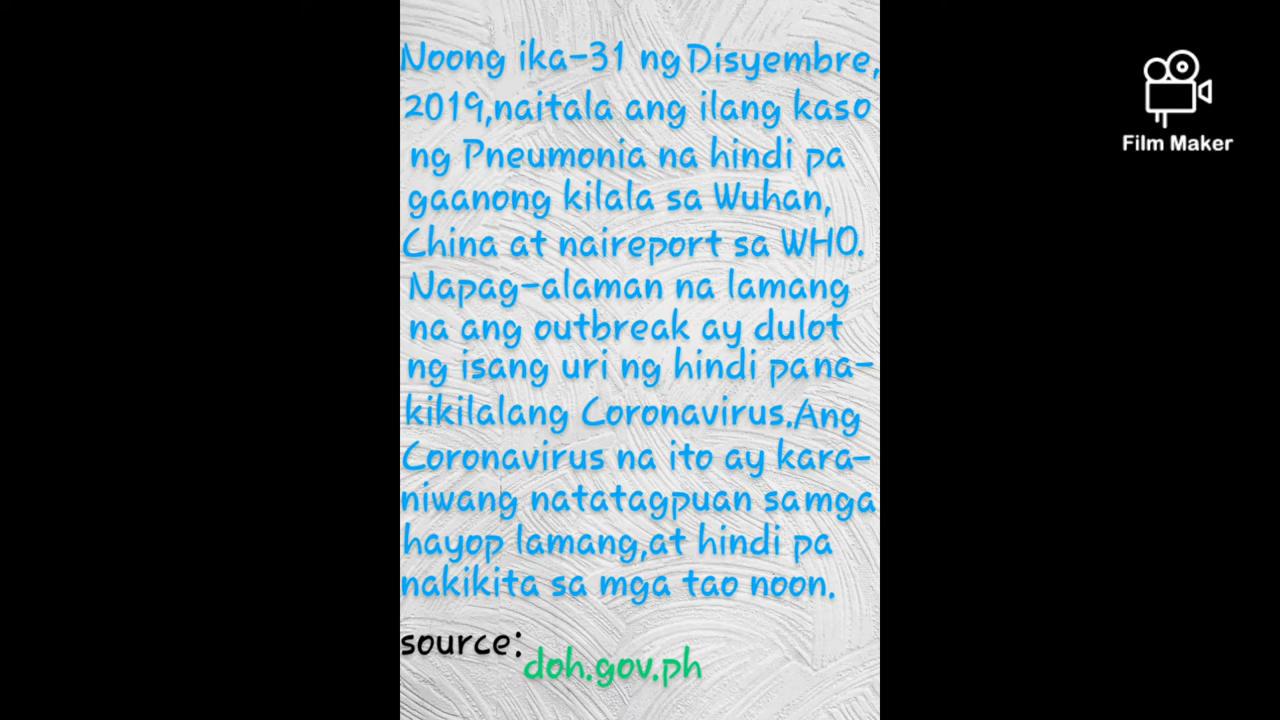 Noong ika-31 ng Disyembre,
2019,naitala ang ilang kaso
ng Pneumonia na hindi pa
gaanong kilala sa Wuhan,
China at naireport sa WHO.
Napag-alaman na lamang
na ang outbreak ay dulot
ng isang uri ng hindi pana-
kikilalang Coronavirus.Ang
Coronavirus na ito ay kara-
niwang natatagpuan samga
hayop lamang,at hindi pa
nakikita sa mga tao noon.
source:
doh.gov.ph
Film Maker